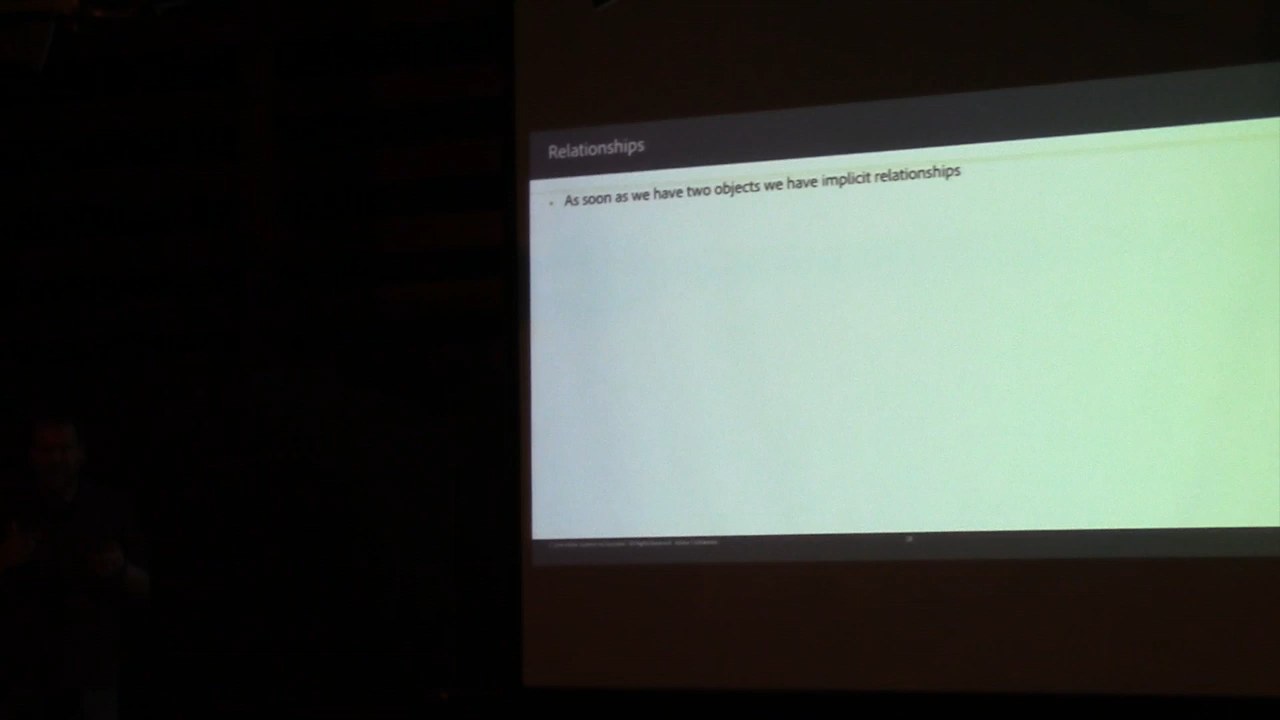 Relationships
As soon as we have two objects we have implicit relationships